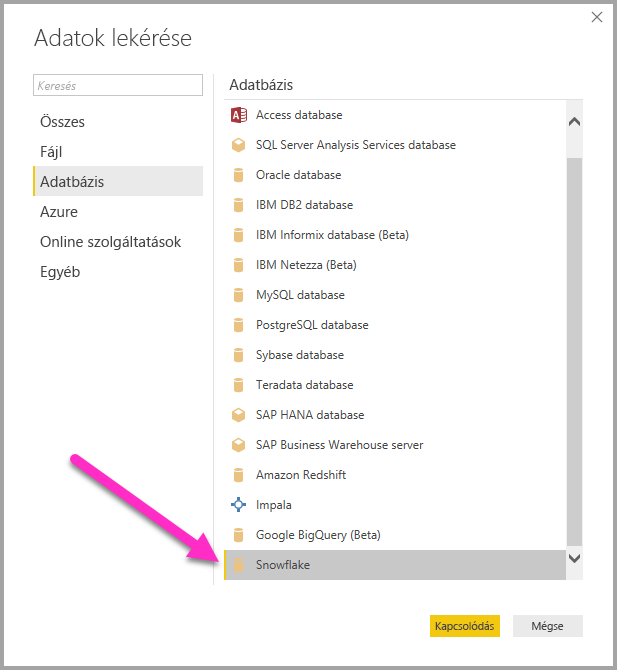 Adatok lekérése
Keresés
Összes
Fájl
Adatbázis
Azure
Online szolgáltatások
Egyéb
Adatbázis
Access database
SQL Server Analysis Services database
Oracle database
IBM DB2 database
IBM Informix database (Beta)
IBM Netezza (Beta)
MySQL database
PostgreSQL database
Sybase database
Teradata database
SAP HANA database
SAP Business Warehouse server
Amazon Redshift
Impala
Google BigQuery (Beta)
Snowflake
Kapcsolódás
Mégse